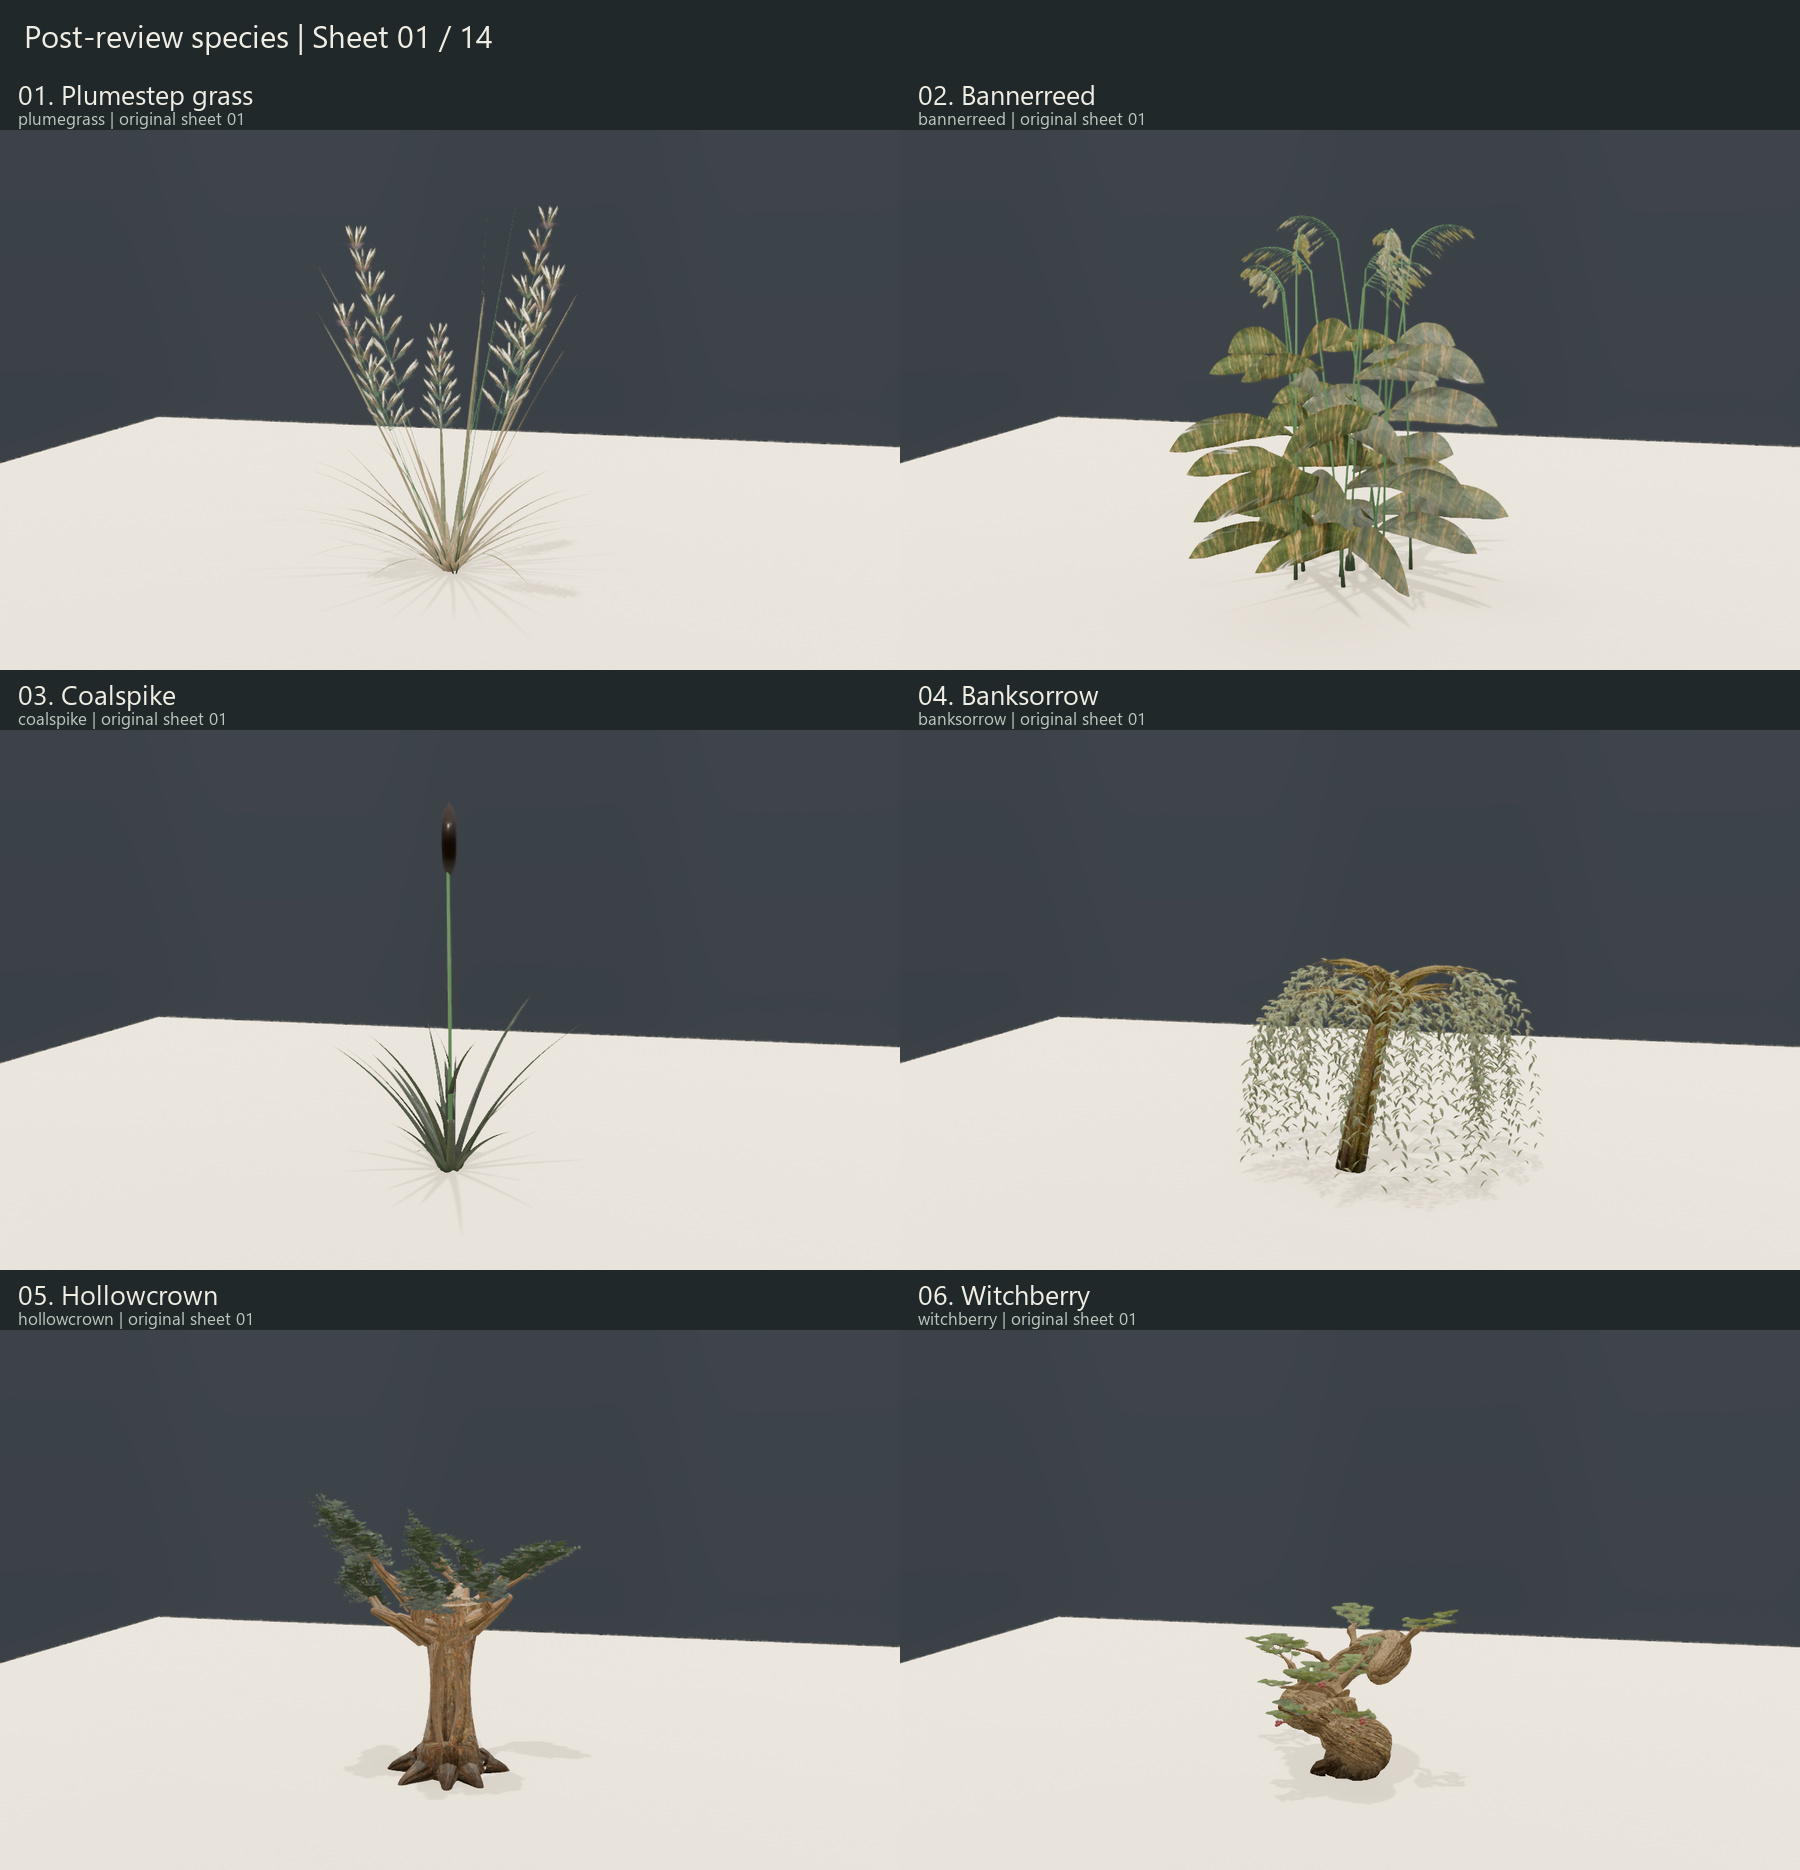 Post-review species | Sheet 01 / 14
01. Plumestep grass
plumegrass | original sheet 01
02. Bannerreed
bannerreed | original sheet 01
03. Coalspike
coalspike | original sheet 01
04. Banksorrow
banksorrow | original sheet 01
05. Hollowcrown
hollowcrown | original sheet 01
06. Witchberry
witchberry | original sheet 01